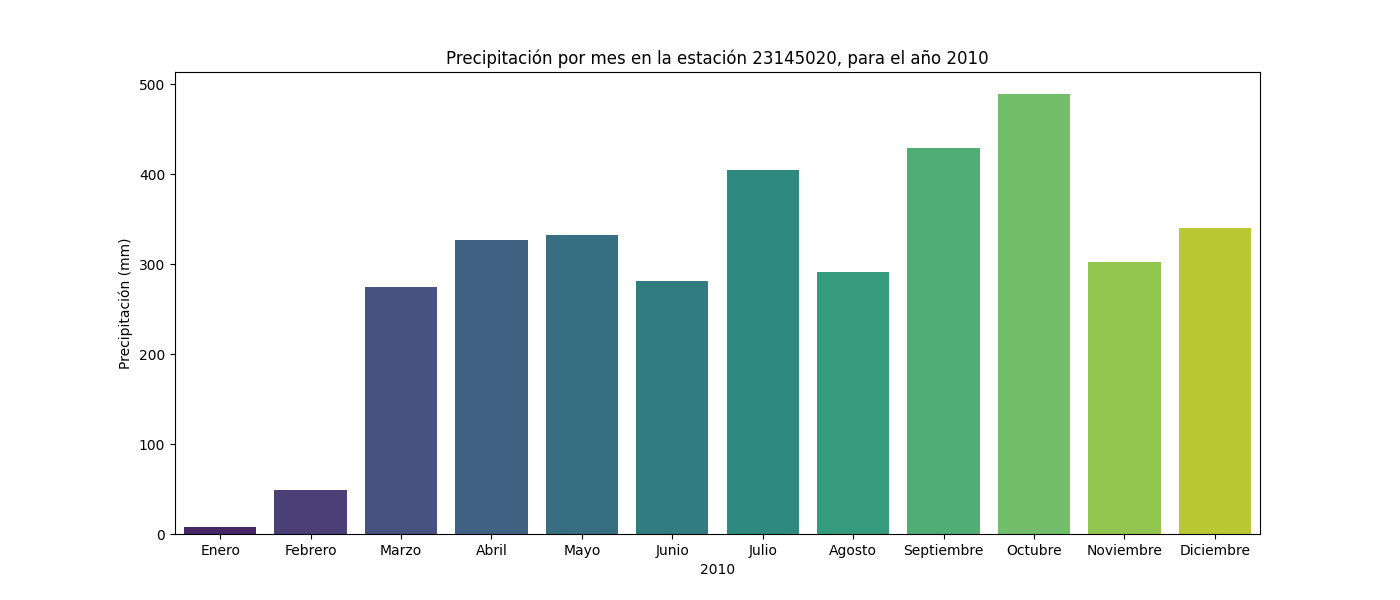 Precipitación por mes en la estación 23145020, para el año 2010
Precipitación (mm)
500
400
300
200
100
0
Enero Febrero Marzo Abril Mayo Junio Julio Agosto Septiembre Octubre Noviembre Diciembre
2010